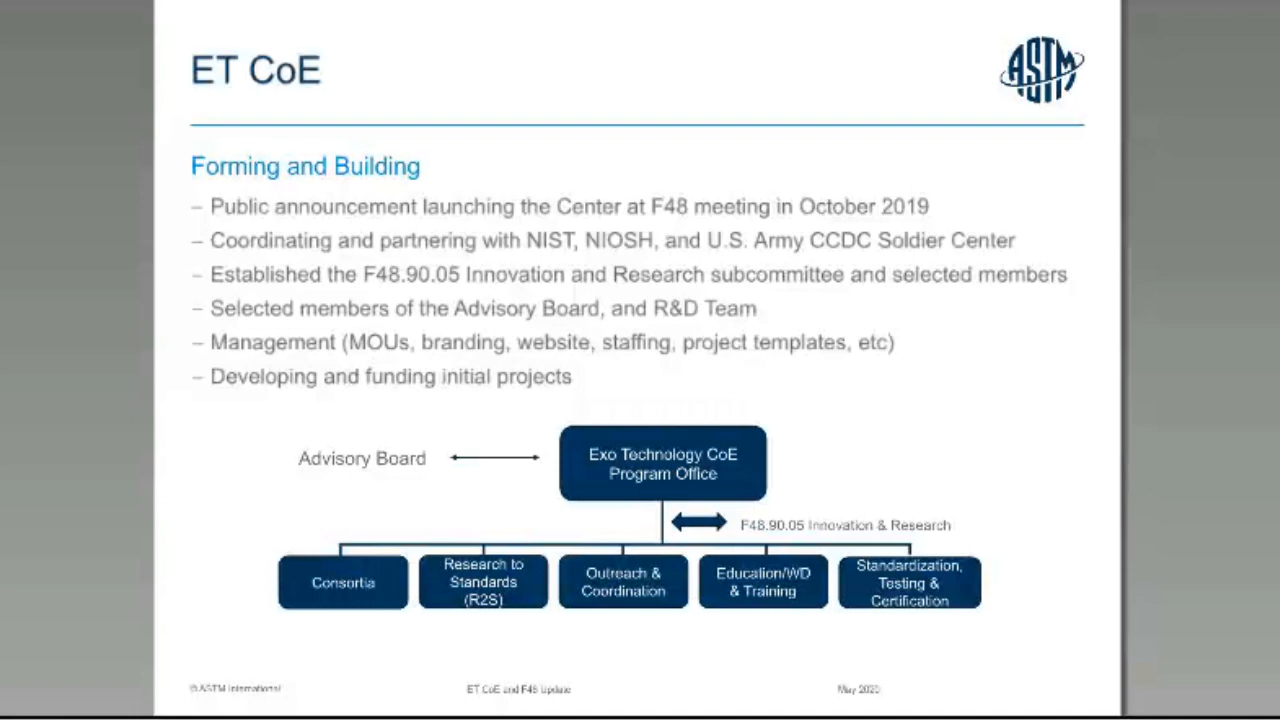 ET CoE
ASTM
Forming and Building
– Public announcement launching the Center at F48 meeting in October 2019
– Coordinating and partnering with NIST, NIOSH, and U.S. Army CCDC Soldier Center
– Established the F48.90.05 Innovation and Research subcommittee and selected members
– Selected members of the Advisory Board, and R&D Team
– Management (MOUs, branding, website, staffing, project templates, etc)
– Developing and funding initial projects
Advisory Board
Exo Technology CoE
Program Office
F48.90.05 Innovation & Research
Consortia
Research to
Standards
(R2S)
Outreach &
Coordination
Education/WD
& Training
Standardization,
Testing &
Certification
© ASTM International
ET CoE and F48 Update
May 2020